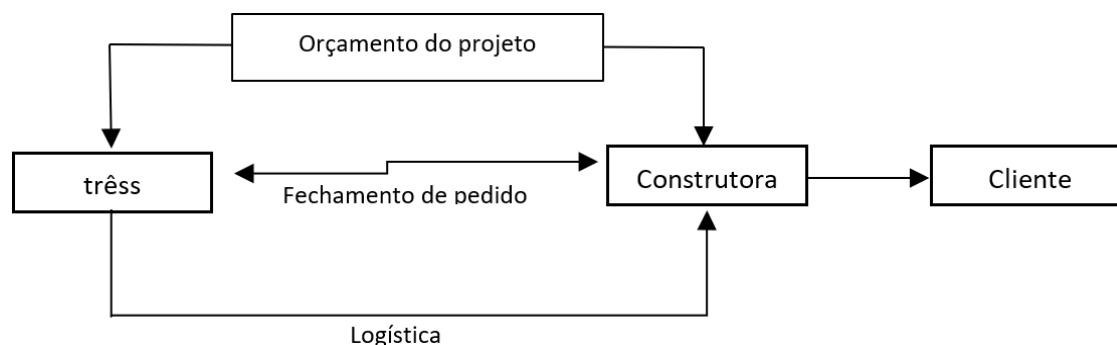 Orçamento do projeto
trêss
Fechamento de pedido
Construtora
Cliente
Logística